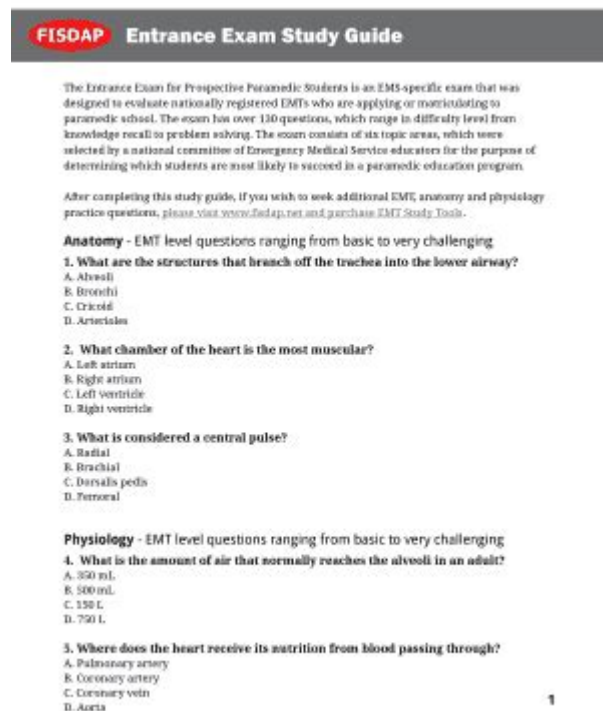 FISDAP Entrance Exam Study Guide
The Entrance Exam for Prospective Paramedic Students is an EMS-specific exam that was
designed to evaluate nationally registered EMTs who are applying or matriculating to
paramedic school. The exam has over 130 questions, which range in difficulty level from
knowledge recall to problem solving. The exam consists of six topic areas, which were
selected by a national committee of Emergency Medical Service educators for the purpose of
determining which students are most likely to succeed in a paramedic education program.
After completing this study guide, if you wish to seek additional EMT, anatomy and physiology
practice questions, please visit www.fisdap.net and purchase EMT Study Tools.
Anatomy - EMT level questions ranging from basic to very challenging
1. What are the structures that branch off the trachea into the lower airway?
A. Alveoli
B. Bronchi
C. Cricoid
D. Arterioles
2. What chamber of the heart is the most muscular?
A. Left atrium
B. Right atrium
C. Left ventricle
D. Right ventricle
3. What is considered a central pulse?
A. Radial
B. Brachial
C. Dorsalis pedis
D. Femoral
Physiology - EMT level questions ranging from basic to very challenging
4. What is the amount of air that normally reaches the alveoli in an adult?
A. 350 mL
B. 500 mL
C. 150 L
D. 750 L
5. Where does the heart receive its nutrition from blood passing through?
A. Pulmonary artery
B. Coronary artery
C. Coronary vein
D. Aorta
1